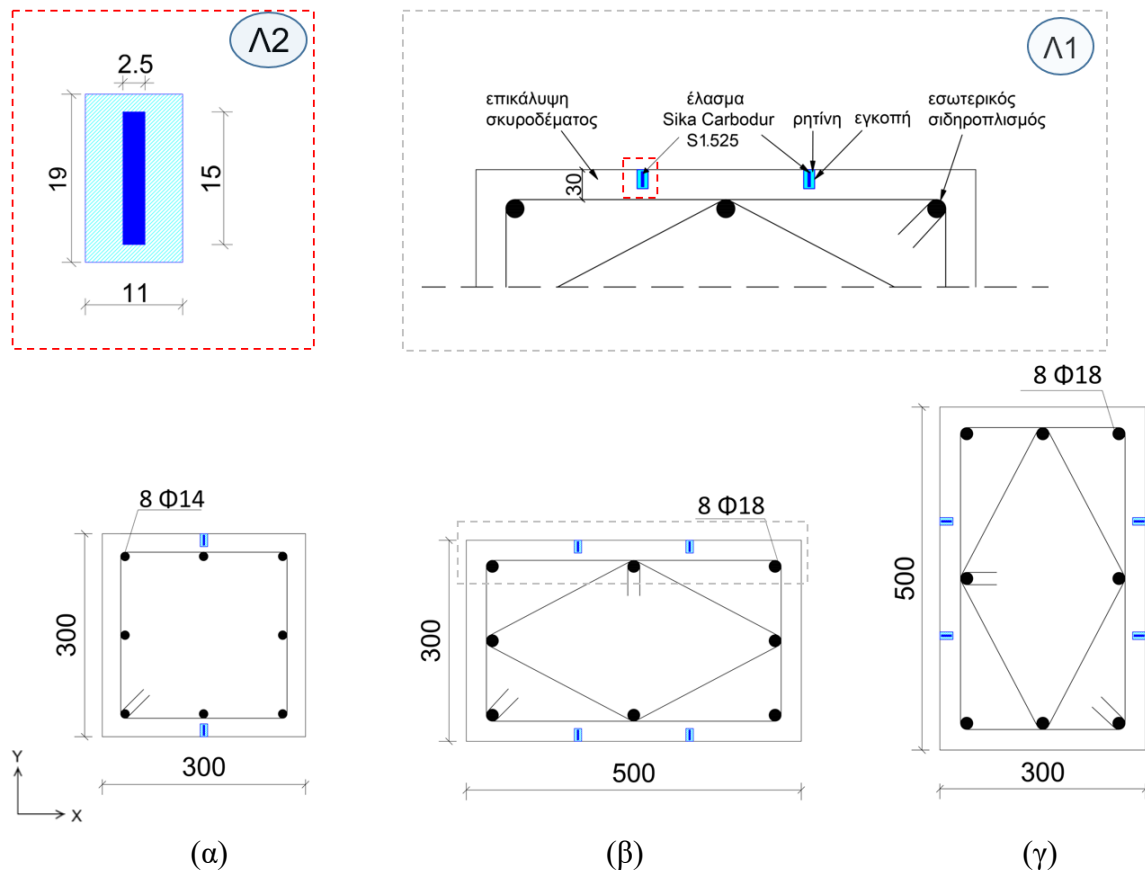 Λ2
2.5
19
15
11
Λ1
επικάλυψη
σκυροδέματος
έλασμα
Sika Carbodur
S1.525
ρητίνη
εγκοπή
εσωτερικός
σιδηροπλισμός
30
8 Φ14
300
300
8 Φ18
300
500
8 Φ18
500
300
Y
X
(α)
(β)
(γ)